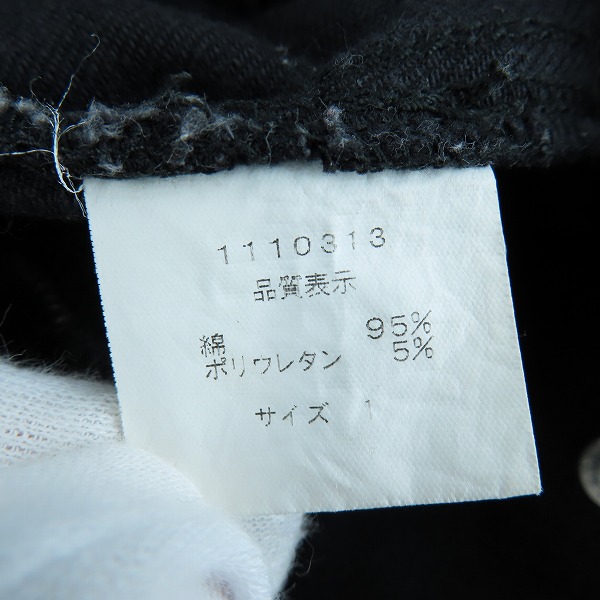 1110313
品質表示
綿 95%
ポリウレタン 5%
サイズ 1